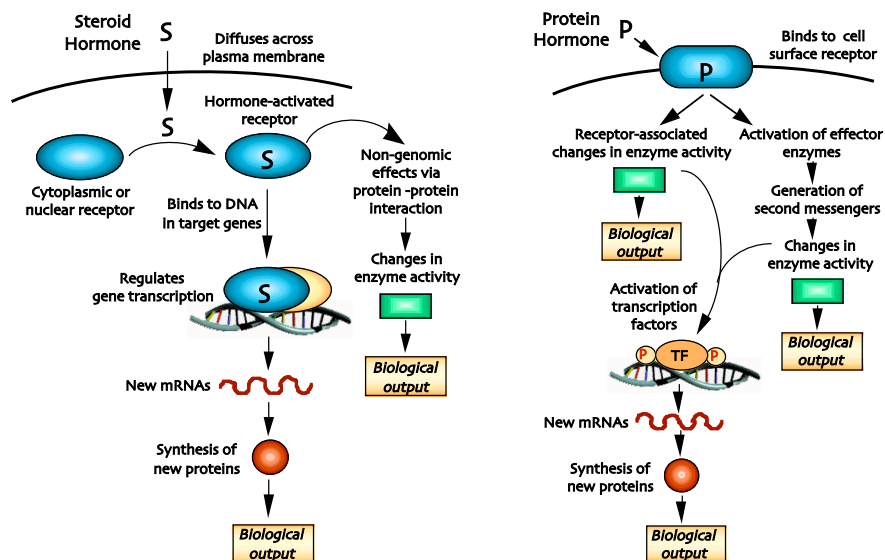 Steroid
Hormone
S
Diffuses across
plasma membrane
S
Hormone-activated
receptor
S
Cytoplasmic or
nuclear receptor
Non-genomic
effects via
protein -protein
interaction
Binds to DNA
in target genes
Changes in
enzyme activity
Regulates
gene transcription
S
Biological
output
New mRNAs
Synthesis of
new proteins
Biological
output
Protein
Hormone
P
Binds to cell
surface receptor
P
Receptor-associated
changes in enzyme activity
Activation of effector
enzymes
Biological
output
Generation of
second messengers
Changes in
enzyme activity
Activation of
transcription
factors
Biological
output
P
TF
P
New mRNAs
Synthesis of
new proteins
Biological
output